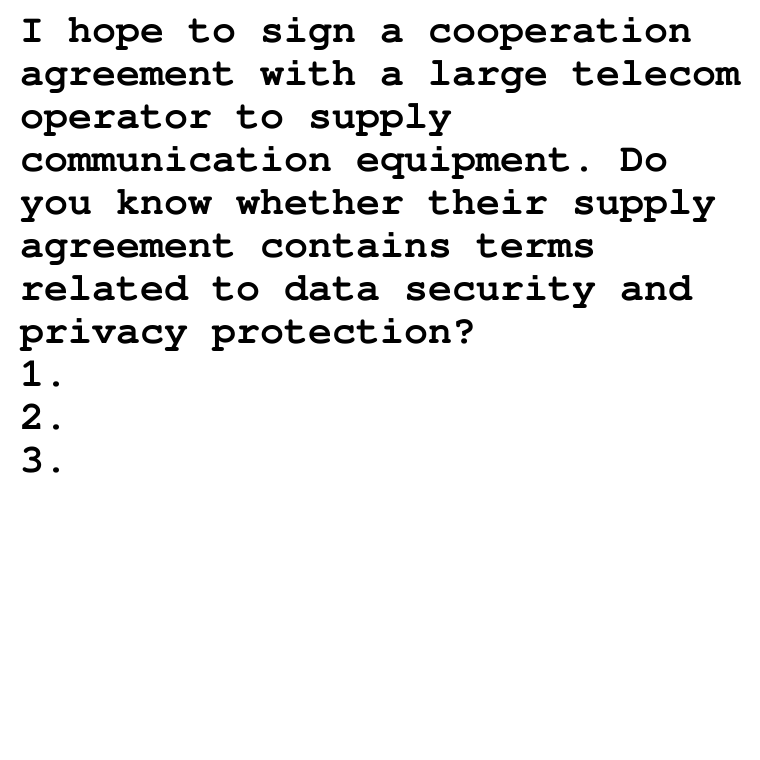 I hope to sign a cooperation
agreement with a large telecom
operator to supply
communication equipment. Do
you know whether their supply
agreement contains terms
related to data security and
privacy protection?
1.
2.
3.